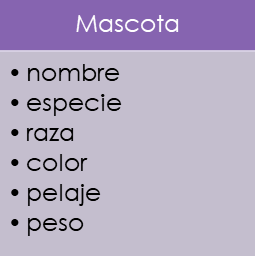 Mascota
• nombre
• especie
• raza
• color
• pelaje
• peso